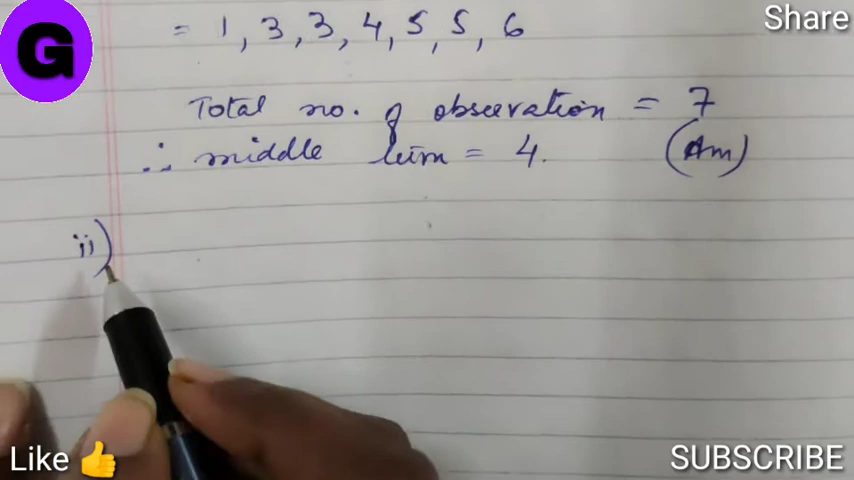 G
Share
= 1, 3, 3, 4, 5, 5, 6
Total no. of observation = 7
∴ middle term = 4. (Ans)
ii)
Like 👍
SUBSCRIBE